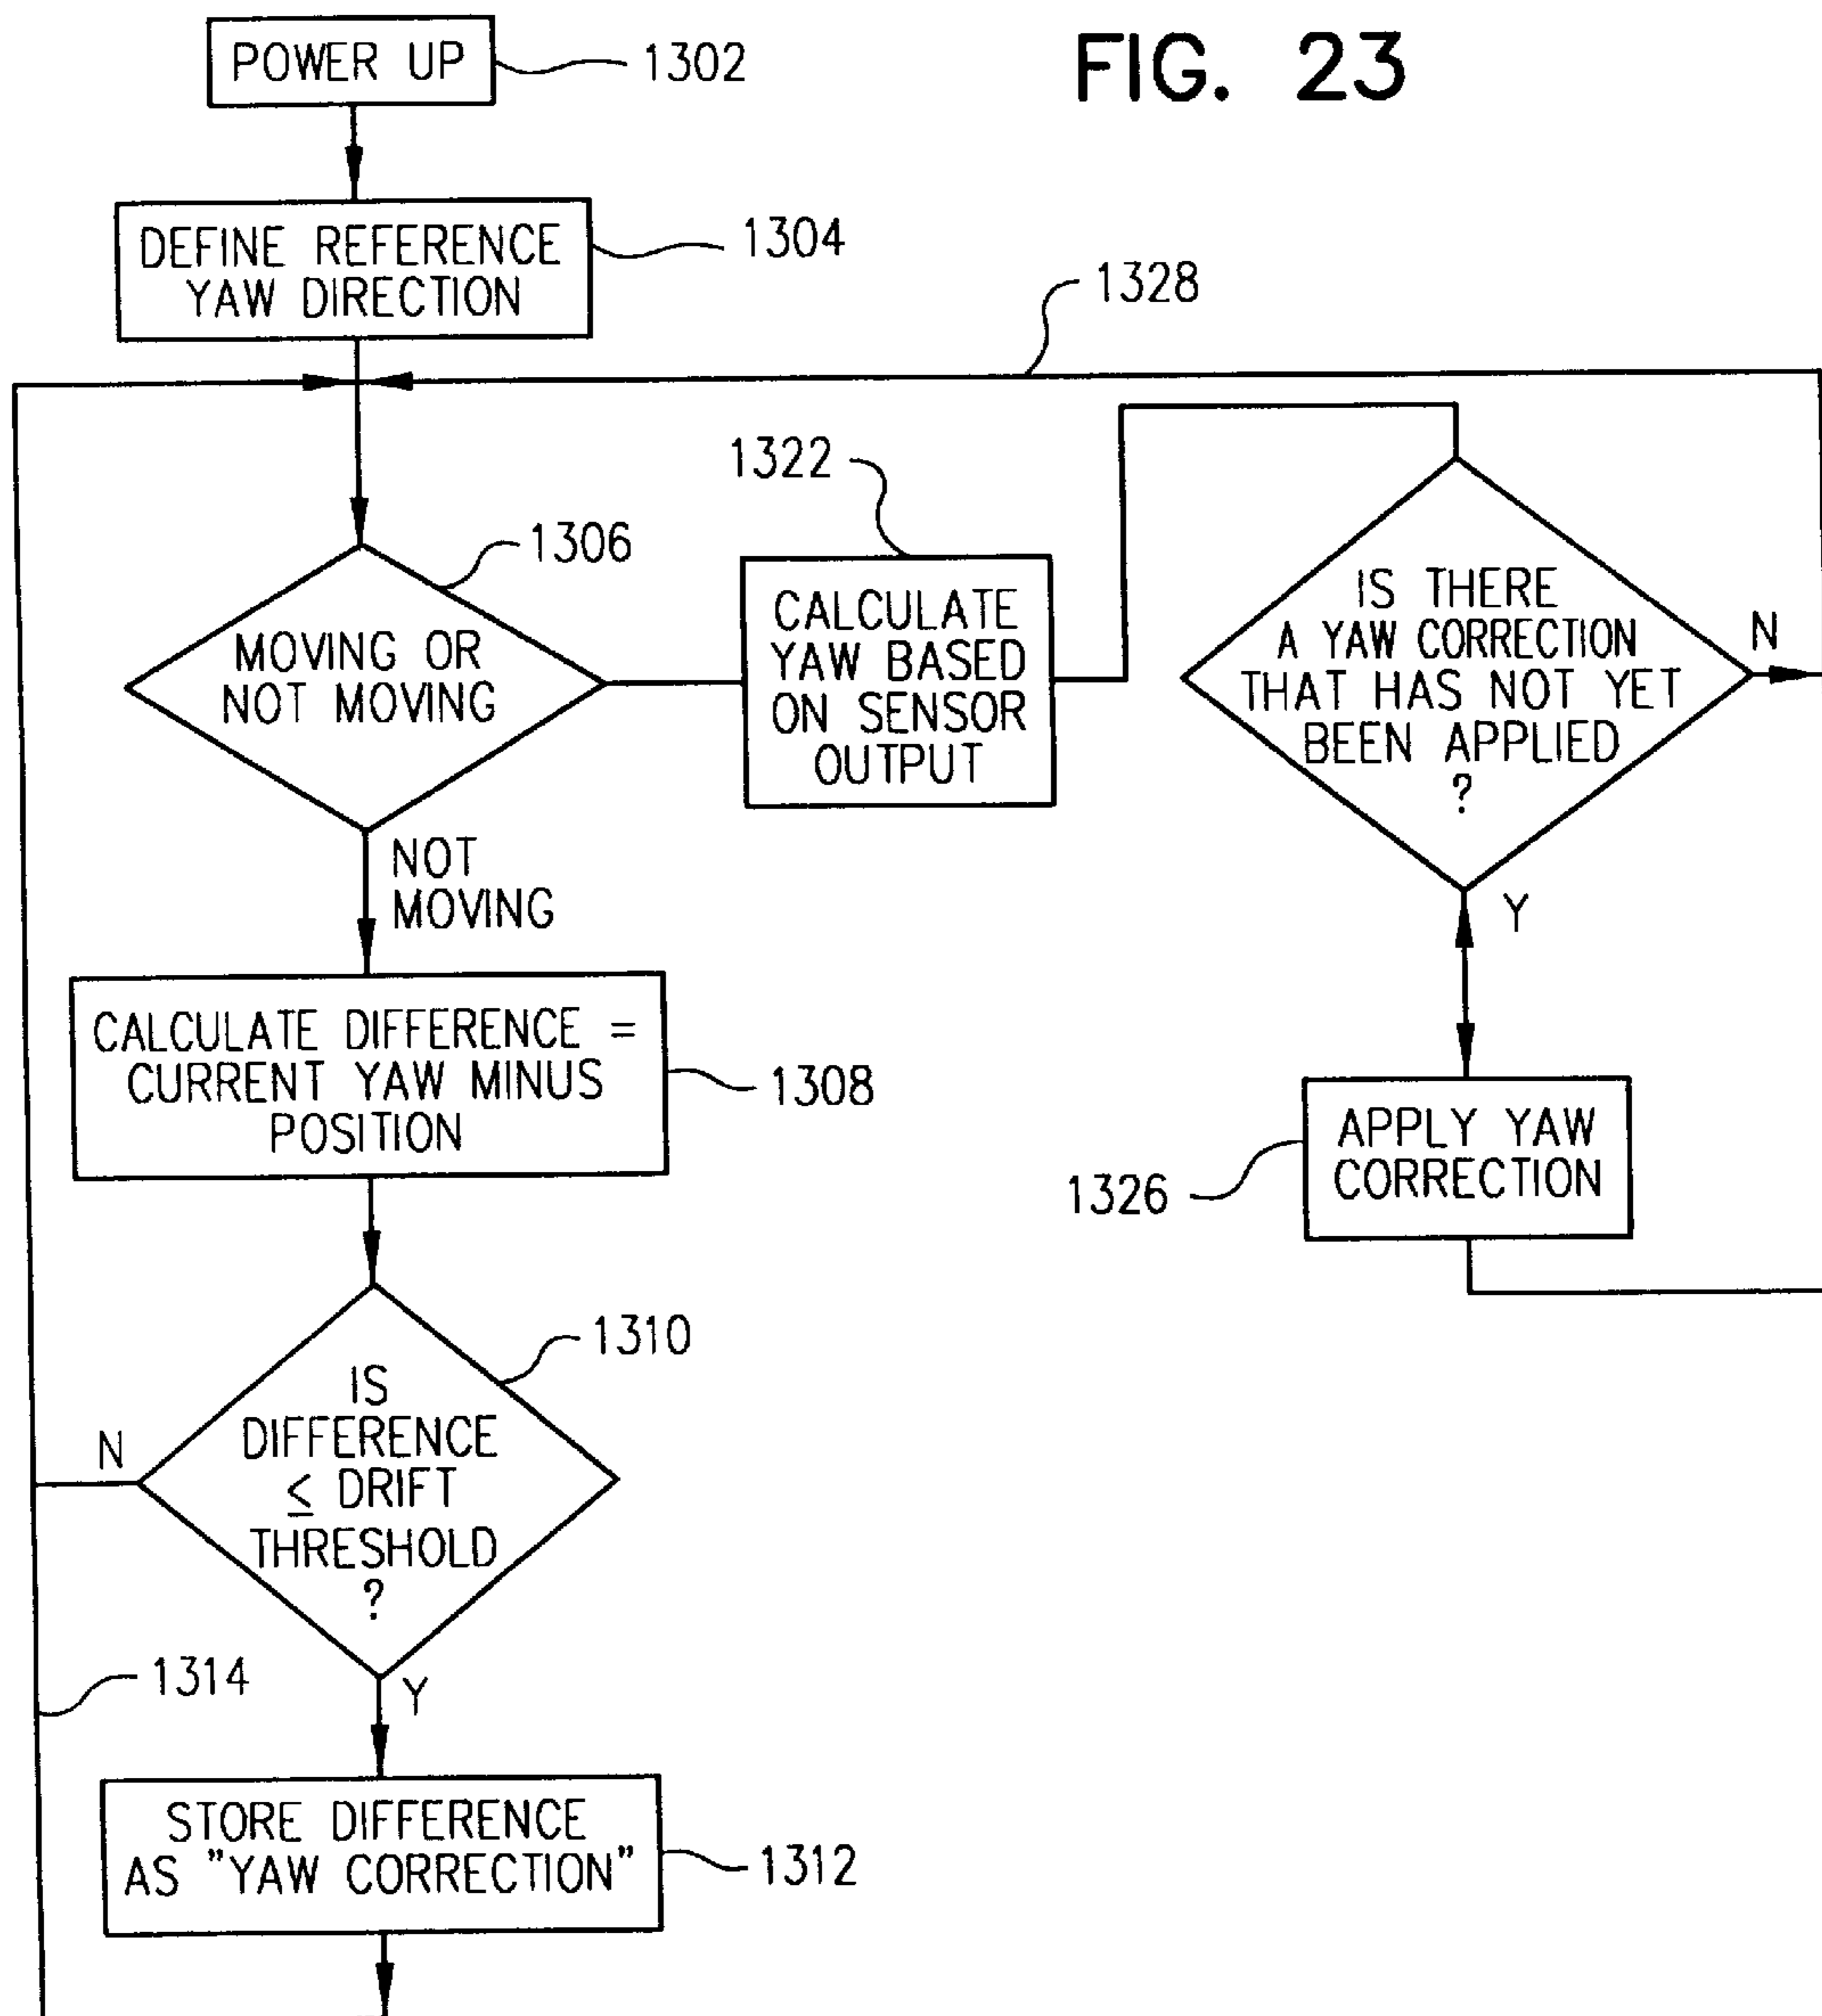 FIG. 23
POWER UP
1302
DEFINE REFERENCE
YAW DIRECTION
1304
1328
MOVING OR
NOT MOVING
1306
1322
CALCULATE
YAW BASED
ON SENSOR
OUTPUT
IS THERE
A YAW CORRECTION
THAT HAS NOT YET
BEEN APPLIED
?
N
Y
NOT
MOVING
CALCULATE DIFFERENCE =
CURRENT YAW MINUS
POSITION
1308
APPLY YAW
CORRECTION
1326
1310
IS
DIFFERENCE
≤ DRIFT
THRESHOLD
?
N
Y
1314
STORE DIFFERENCE
AS "YAW CORRECTION"
1312